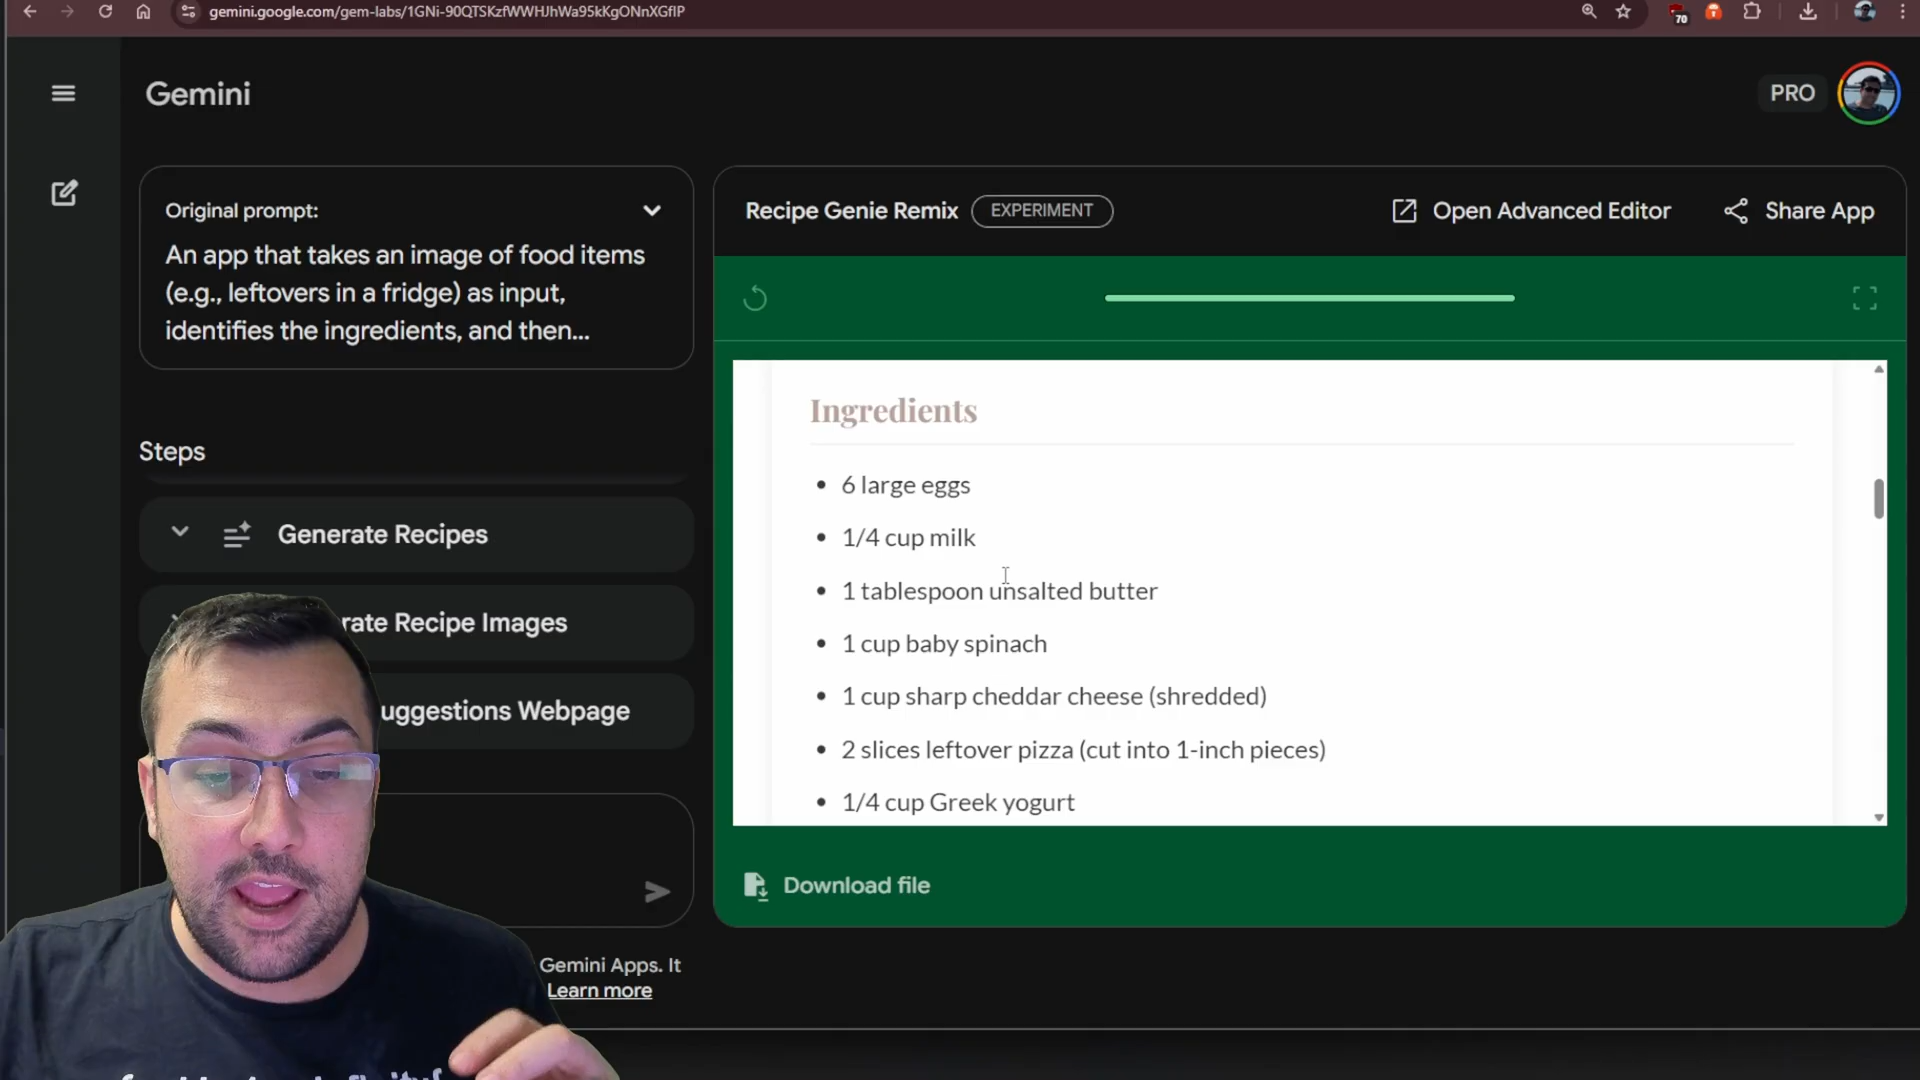 gemini.google.com/gem-labs/1GNi-90QTSKzfWWHJhWa95kKgONnXGfIP
70
Gemini
PRO
Original prompt:
An app that takes an image of food items
(e.g., leftovers in a fridge) as input,
identifies the ingredients, and then...
Steps
Generate Recipes
rate Recipe Images
uggestions Webpage
Gemini Apps. It
Learn more
Recipe Genie Remix
EXPERIMENT
Open Advanced Editor
Share App
Ingredients
• 6 large eggs
• 1/4 cup milk
• 1 tablespoon unsalted butter
• 1 cup baby spinach
• 1 cup sharp cheddar cheese (shredded)
• 2 slices leftover pizza (cut into 1-inch pieces)
• 1/4 cup Greek yogurt
Download file